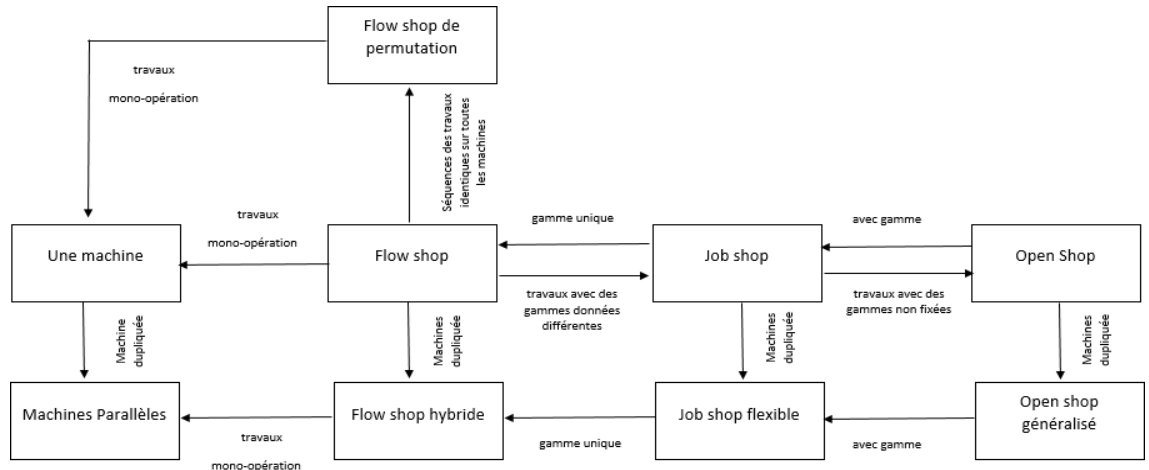 Flow shop de
permutation
travaux
mono-opération
Séquences des travaux
identiques sur toutes
les machines
travaux
mono-opération
gamme unique
avec gamme
Une machine
Flow shop
Job shop
Open Shop
travaux avec des
gammes données
différentes
travaux avec des
gammes non fixées
Machine
dupliquée
Machines
dupliquée
Machines
dupliquée
Machines
dupliquée
Machines Parallèles
Flow shop hybride
Job shop flexible
Open shop
généralisé
travaux
mono-opération
gamme unique
avec gamme